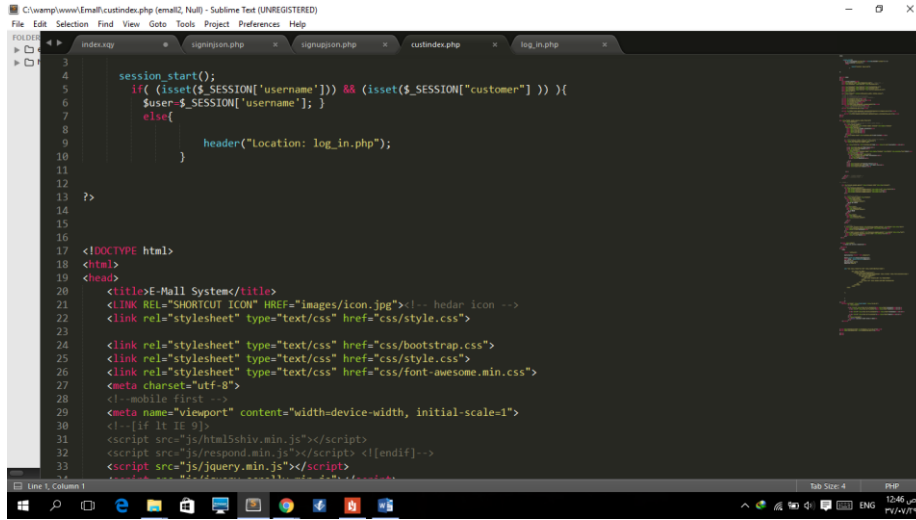 C:\wamp\www\Emall\custindex.php (emall2, Null) - Sublime Text (UNREGISTERED)
File Edit Selection Find View Goto Tools Project Preferences Help
FOLDER
index.xqy signinjson.php × signupjson.php × custindex.php × log_in.php ×
3
4 session_start();
5 if( (isset($_SESSION['username'])) && (isset($_SESSION["customer"] )) ){
6 $user=$_SESSION['username']; }
7 else{
8
9 header("Location: log_in.php");
10 }
11
12
13 ?>
14
15
16
17 <!DOCTYPE html>
18 <html>
19 <head>
20 <title>E-Mall System</title>
21 <LINK REL="SHORTCUT ICON" HREF="images/icon.jpg"><!-- hedar icon -->
22 <link rel="stylesheet" type="text/css" href="css/style.css">
23
24 <link rel="stylesheet" type="text/css" href="css/bootstrap.css">
25 <link rel="stylesheet" type="text/css" href="css/style.css">
26 <link rel="stylesheet" type="text/css" href="css/font-awesome.min.css">
27 <meta charset="utf-8">
28 <!--mobile first -->
29 <meta name="viewport" content="width=device-width, initial-scale=1">
30 <!--[if lt IE 9]>
31 <script src="js/html5shiv.min.js"></script>
32 <script src="js/respond.min.js"></script> <![endif]-->
33 <script src="js/jquery.min.js"></script>
Line 1, Column 1 Tab Size: 4 PHP
ENG 12:46 ص